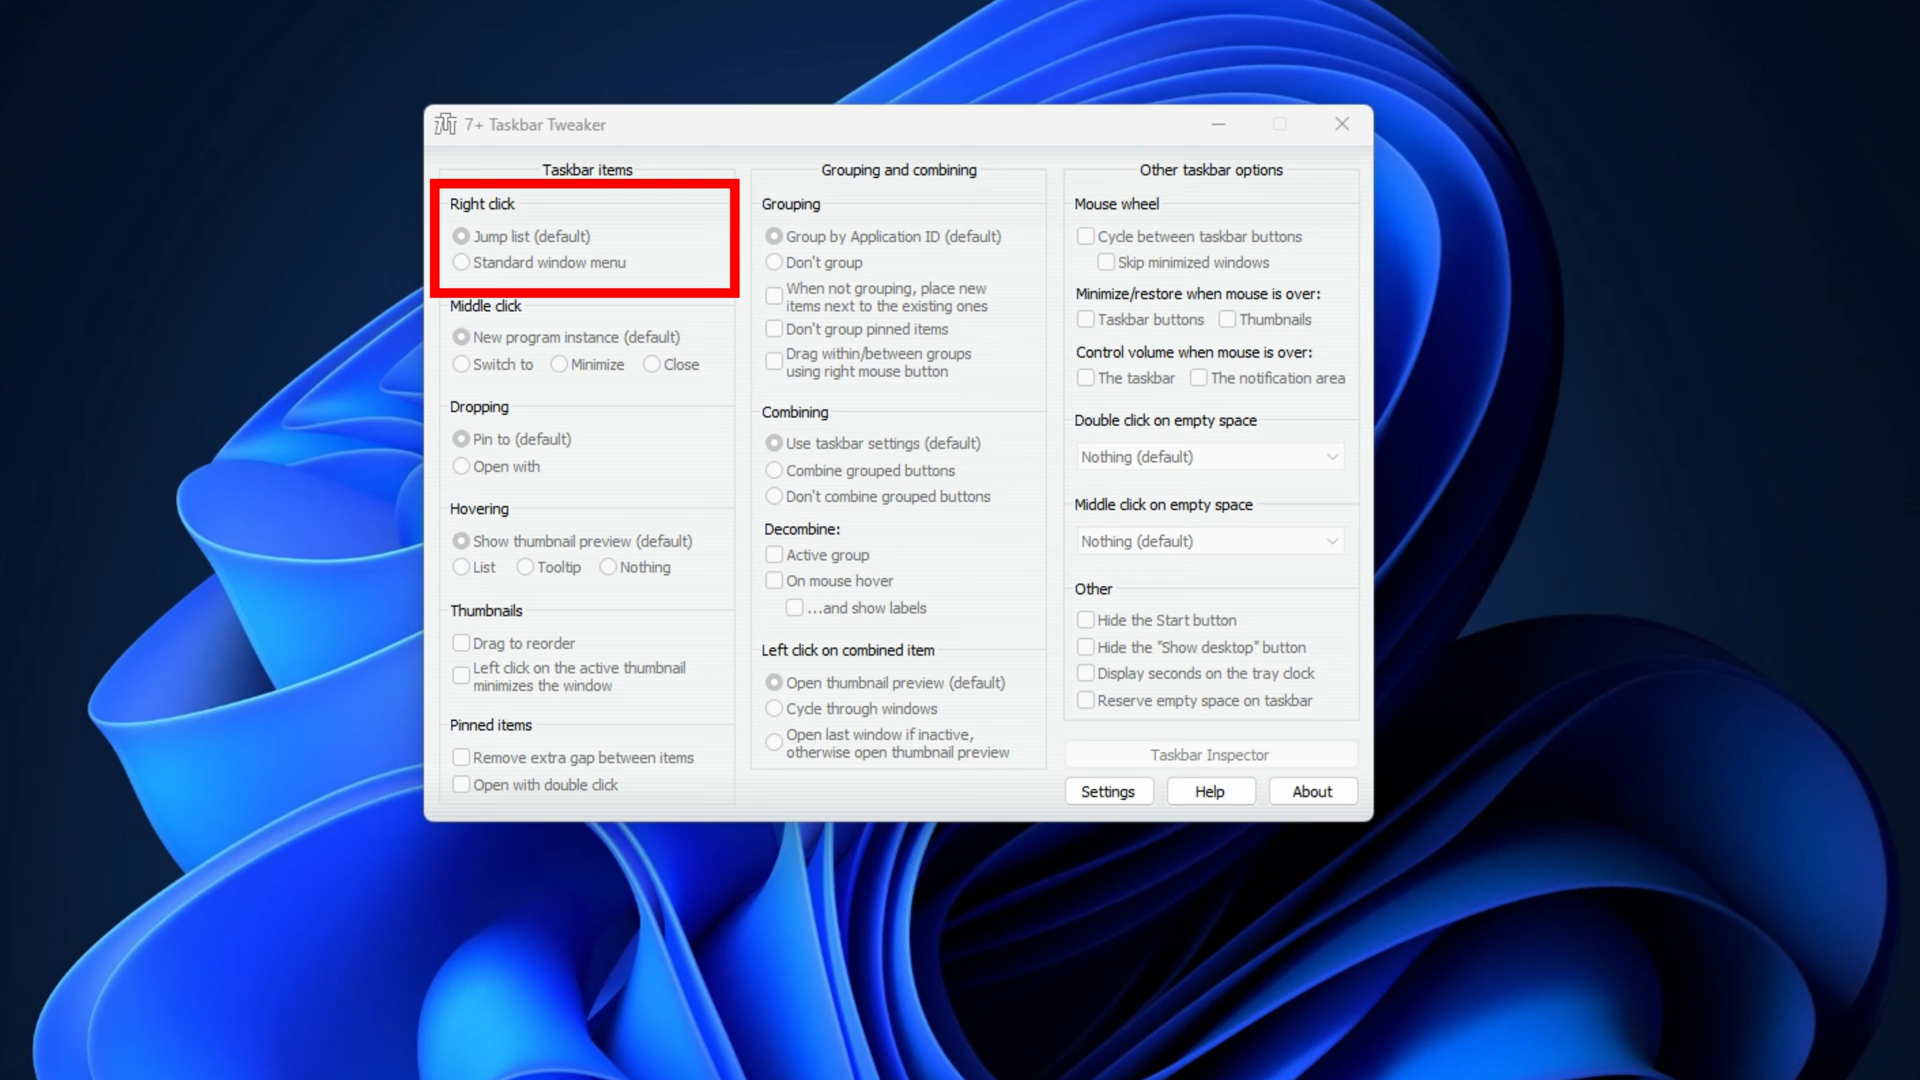 7+ Taskbar Tweaker
Taskbar items
Right click
Jump list (default)
Standard window menu
Middle click
New program instance (default)
Switch to
Minimize
Close
Dropping
Pin to (default)
Open with
Hovering
Show thumbnail preview (default)
List
Tooltip
Nothing
Thumbnails
Drag to reorder
Left click on the active thumbnail
minimizes the window
Pinned items
Remove extra gap between items
Open with double click
Grouping and combining
Grouping
Group by Application ID (default)
Don't group
When not grouping, place new
items next to the existing ones
Don't group pinned items
Drag within/between groups
using right mouse button
Combining
Use taskbar settings (default)
Combine grouped buttons
Don't combine grouped buttons
Decombine:
Active group
On mouse hover
...and show labels
Left click on combined item
Open thumbnail preview (default)
Cycle through windows
Open last window if inactive,
otherwise open thumbnail preview
Other taskbar options
Mouse wheel
Cycle between taskbar buttons
Skip minimized windows
Minimize/restore when mouse is over:
Taskbar buttons
Thumbnails
Control volume when mouse is over:
The taskbar
The notification area
Double click on empty space
Nothing (default)
Middle click on empty space
Nothing (default)
Other
Hide the Start button
Hide the "Show desktop" button
Display seconds on the tray clock
Reserve empty space on taskbar
Taskbar Inspector
Settings
Help
About